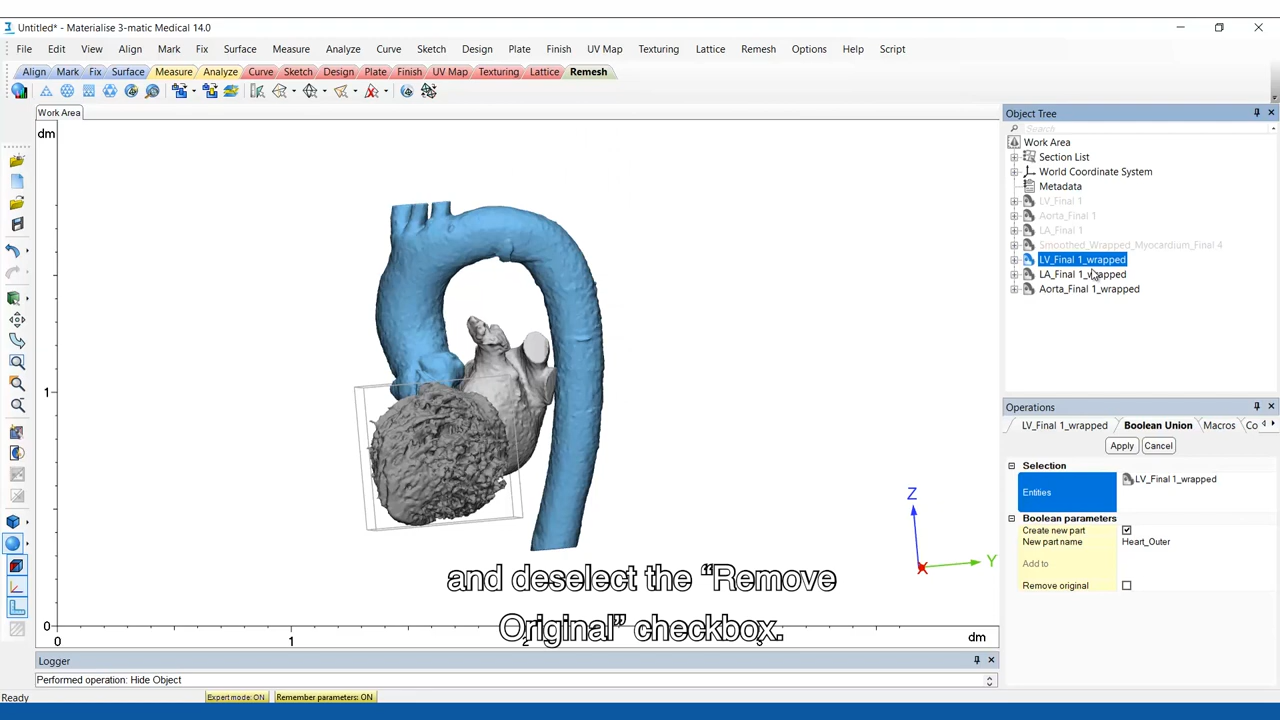 Untitled* - Materialise 3-matic Medical 14.0
File Edit View Align Mark Fix Surface Measure Analyze Curve Sketch Design Plate Finish UV Map Texturing Lattice Remesh Options Help Script
Align Mark Fix Surface Measure Analyze Curve Sketch Design Plate Finish UV Map Texturing Lattice Remesh
Work Area
dm
1
0
0
1
dm
Z
Y
and deselect the “Remove
Original” checkbox.
Object Tree
Search
Work Area
Section List
World Coordinate System
Metadata
LV_Final 1
Aorta_Final 1
LA_Final 1
Smoothed_Wrapped_Myocardium_Final 4
LV_Final 1_wrapped
LA_Final 1_wrapped
Aorta_Final 1_wrapped
Operations
LV_Final 1_wrapped Boolean Union Macros Co
Apply Cancel
Selection
Entities LV_Final 1_wrapped
Boolean parameters
Create new part
New part name Heart_Outer
Add to
Remove original
Logger
Performed operation: Hide Object
Ready Expert mode: ON Remember parameters: ON